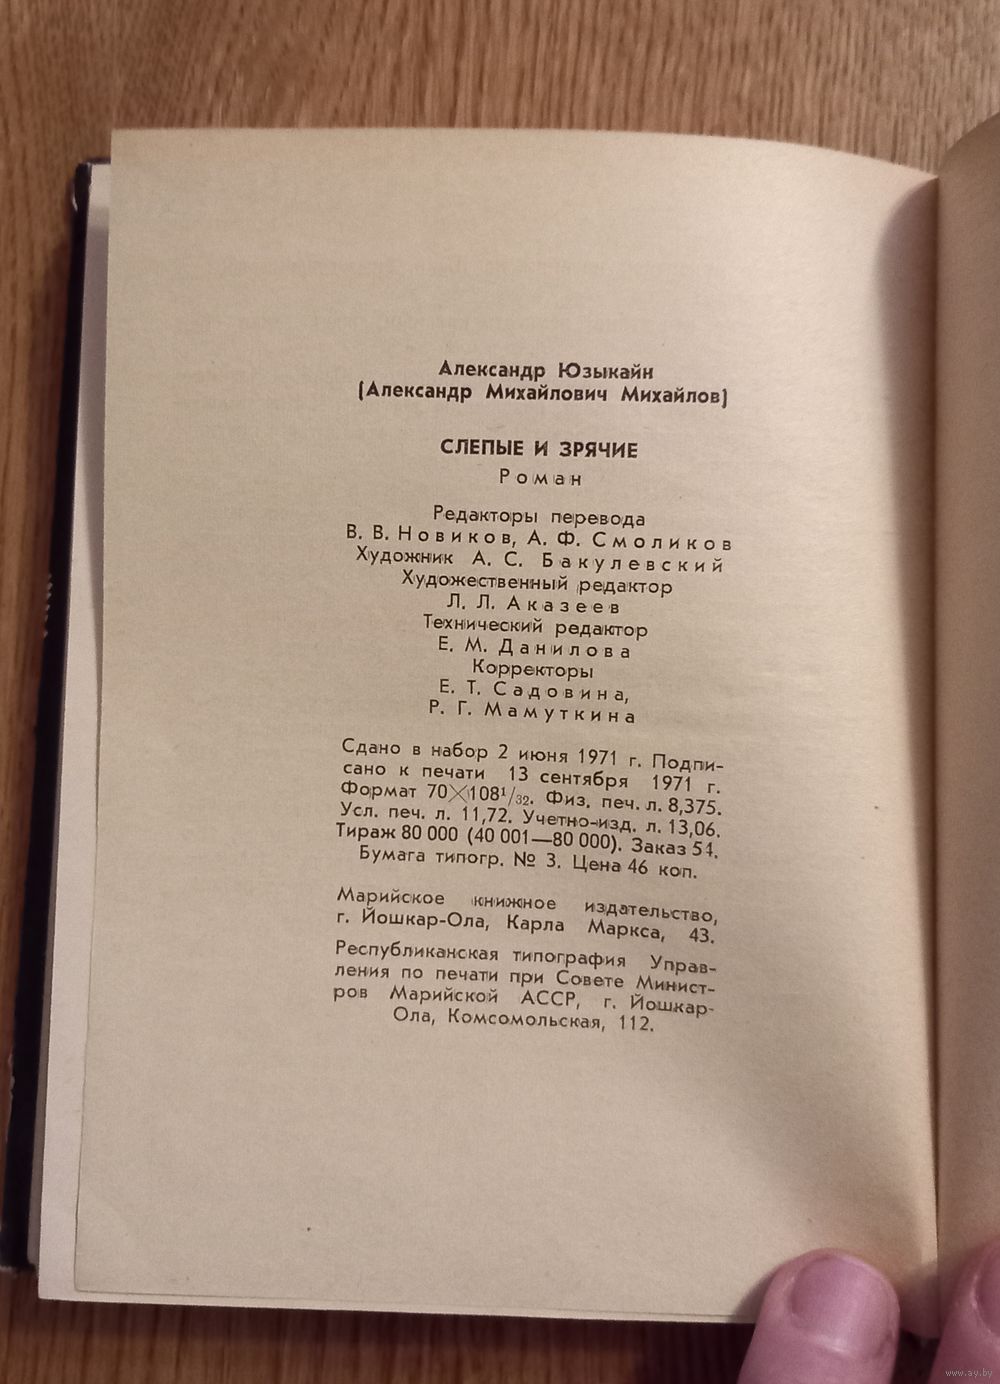 Александр Юзыкайн
(Александр Михайлович Михайлов)
СЛЕПЫЕ И ЗРЯЧИЕ
Роман
Редакторы перевода
В. В. Новиков, А. Ф. Смоликов
Художник А. С. Бакулевский
Художественный редактор
Л. Л. Аказеев
Технический редактор
Е. М. Данилова
Корректоры
Е. Т. Садовина,
Р. Г. Мамуткина
Сдано в набор 2 июня 1971 г. Подпи-
сано к печати 13 сентября 1971 г.
Формат 70×108¹/₃₂. Физ. печ. л. 8,375.
Усл. печ. л. 11,72. Учетно-изд. л. 13,06.
Тираж 80 000 (40 001—80 000). Заказ 54.
Бумага типогр. № 3. Цена 46 коп.
Марийское книжное издательство,
г. Йошкар-Ола, Карла Маркса, 43.
Республиканская типография Управ-
ления по печати при Совете Минист-
ров Марийской АССР, г. Йошкар-
Ола, Комсомольская, 112.
www.ay.by